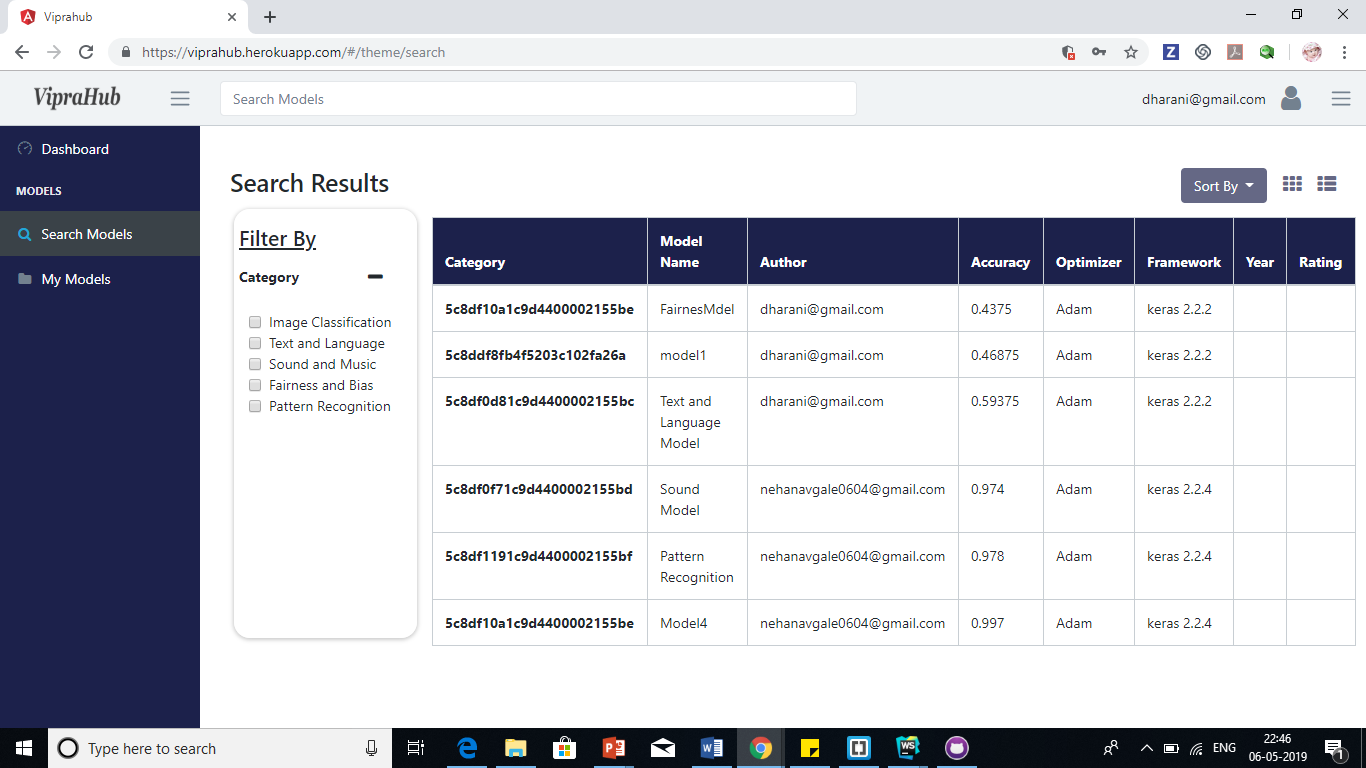 Viprahub
https://viprahub.herokuapp.com/#/theme/search
VipraHub
Search Models
dharani@gmail.com
Dashboard
MODELS
Search Models
My Models
Search Results
Sort By
Filter By
Category
Image Classification
Text and Language
Sound and Music
Fairness and Bias
Pattern Recognition
Category Model Name Author Accuracy Optimizer Framework Year Rating
5c8df10a1c9d4400002155be FairnesMdel dharani@gmail.com 0.4375 Adam keras 2.2.2
5c8ddf8fb4f5203c102fa26a model1 dharani@gmail.com 0.46875 Adam keras 2.2.2
5c8df0d81c9d4400002155bc Text and Language Model dharani@gmail.com 0.59375 Adam keras 2.2.2
5c8df0f71c9d4400002155bd Sound Model nehanavgale0604@gmail.com 0.974 Adam keras 2.2.4
5c8df1191c9d4400002155bf Pattern Recognition nehanavgale0604@gmail.com 0.978 Adam keras 2.2.4
5c8df10a1c9d4400002155be Model4 nehanavgale0604@gmail.com 0.997 Adam keras 2.2.4
Type here to search
ENG
22:46
06-05-2019
1